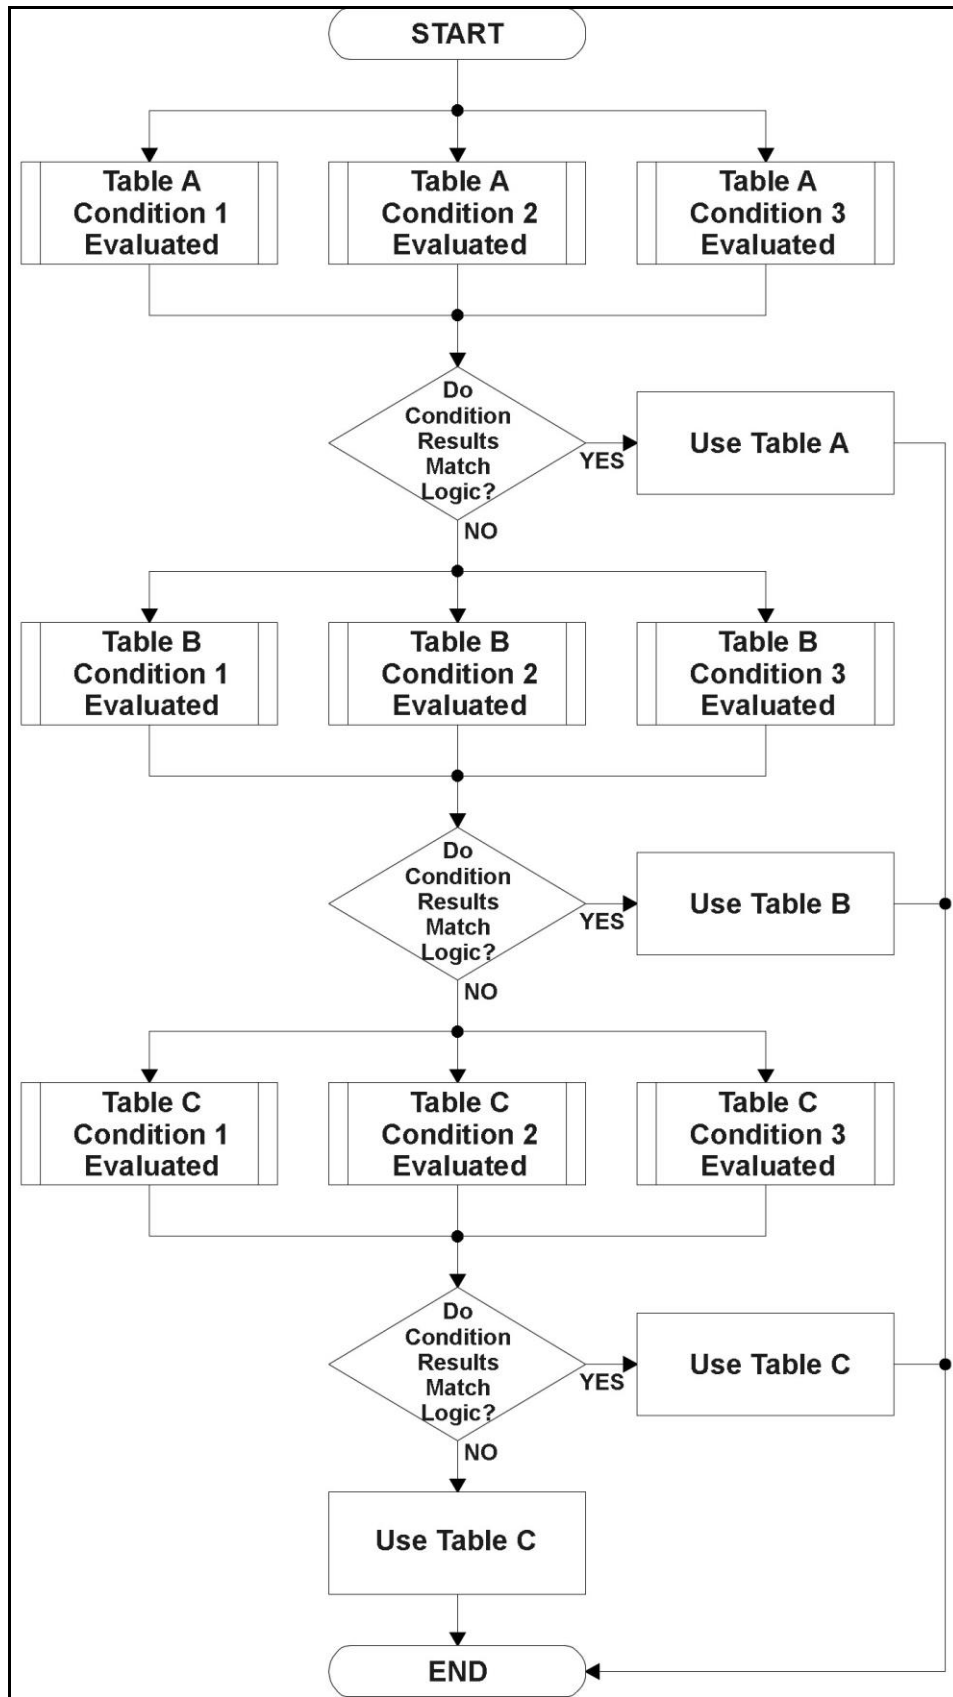 START
Table A
Condition 1
Evaluated
Table A
Condition 2
Evaluated
Table A
Condition 3
Evaluated
Do
Condition
Results
Match
Logic?
YES
Use Table A
NO
Table B
Condition 1
Evaluated
Table B
Condition 2
Evaluated
Table B
Condition 3
Evaluated
Do
Condition
Results
Match
Logic?
YES
Use Table B
NO
Table C
Condition 1
Evaluated
Table C
Condition 2
Evaluated
Table C
Condition 3
Evaluated
Do
Condition
Results
Match
Logic?
YES
Use Table C
NO
Use Table C
END